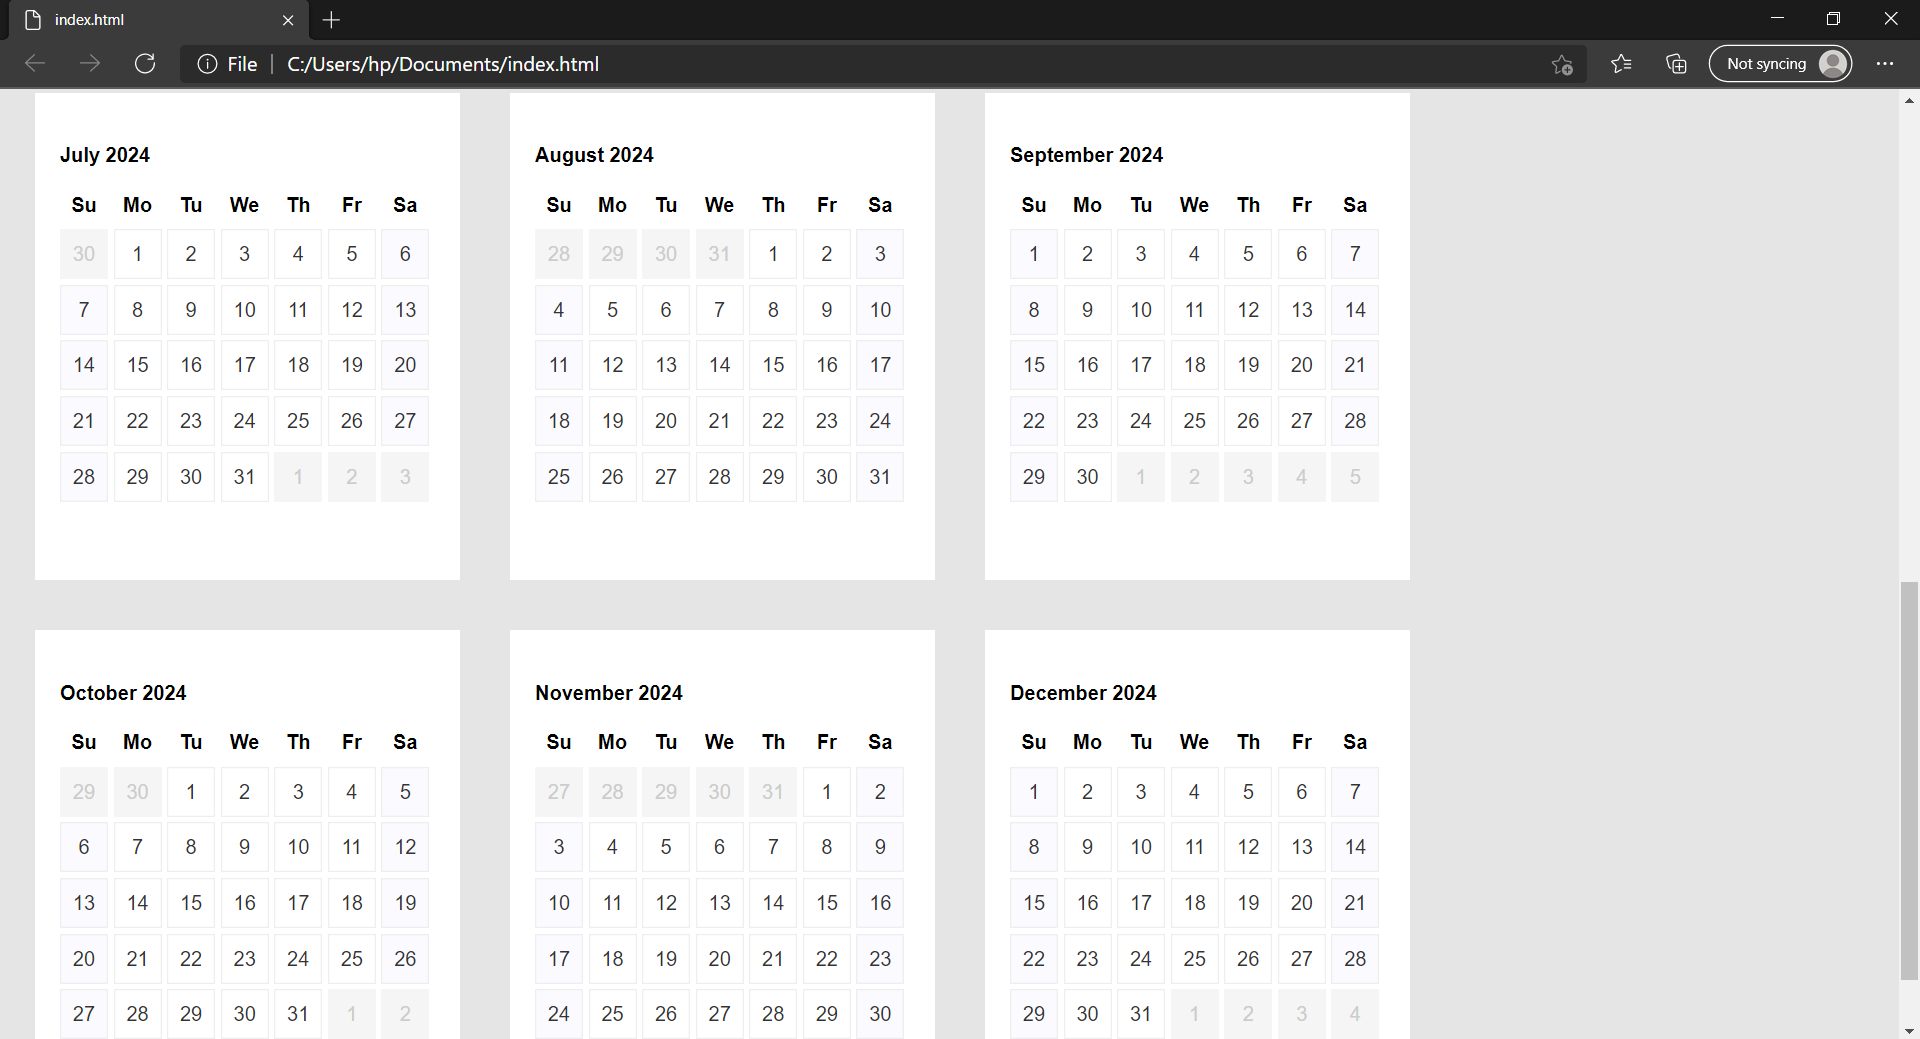 index.html
File | C:/Users/hp/Documents/index.html Not syncing
July 2024
Su Mo Tu We Th Fr Sa
30 1 2 3 4 5 6
7 8 9 10 11 12 13
14 15 16 17 18 19 20
21 22 23 24 25 26 27
28 29 30 31 1 2 3
August 2024
Su Mo Tu We Th Fr Sa
28 29 30 31 1 2 3
4 5 6 7 8 9 10
11 12 13 14 15 16 17
18 19 20 21 22 23 24
25 26 27 28 29 30 31
September 2024
Su Mo Tu We Th Fr Sa
1 2 3 4 5 6 7
8 9 10 11 12 13 14
15 16 17 18 19 20 21
22 23 24 25 26 27 28
29 30 1 2 3 4 5
October 2024
Su Mo Tu We Th Fr Sa
29 30 1 2 3 4 5
6 7 8 9 10 11 12
13 14 15 16 17 18 19
20 21 22 23 24 25 26
27 28 29 30 31 1 2
November 2024
Su Mo Tu We Th Fr Sa
27 28 29 30 31 1 2
3 4 5 6 7 8 9
10 11 12 13 14 15 16
17 18 19 20 21 22 23
24 25 26 27 28 29 30
December 2024
Su Mo Tu We Th Fr Sa
1 2 3 4 5 6 7
8 9 10 11 12 13 14
15 16 17 18 19 20 21
22 23 24 25 26 27 28
29 30 31 1 2 3 4